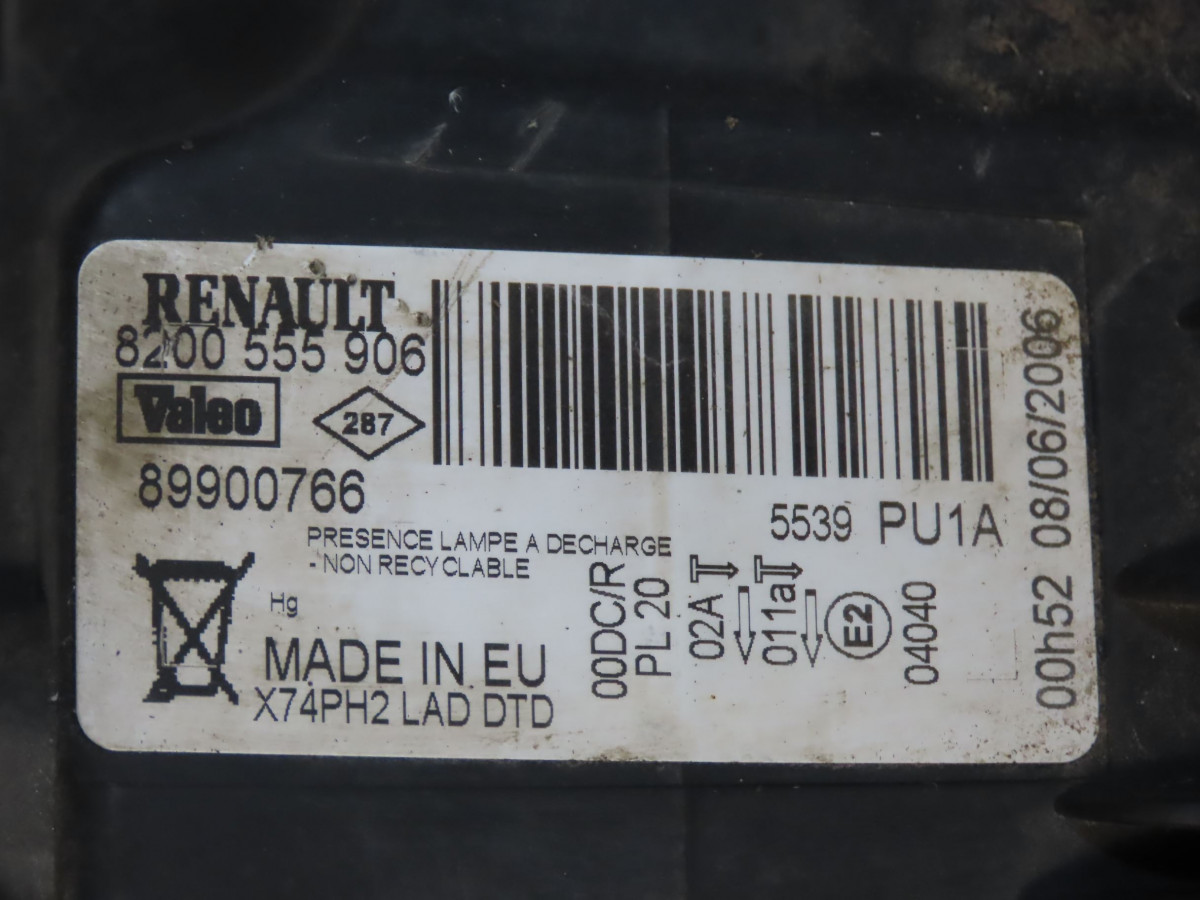 RENAULT
8200 555 906
Valeo
287
89900766
5539 PU1A
PRESENCE LAMPE A DECHARGE
- NON RECYCLABLE
Hg
MADE IN EU
X74PH2 LAD DTD
00DC/R
PL 20
02A
011a
E2
04040
00h52 08/06/2006